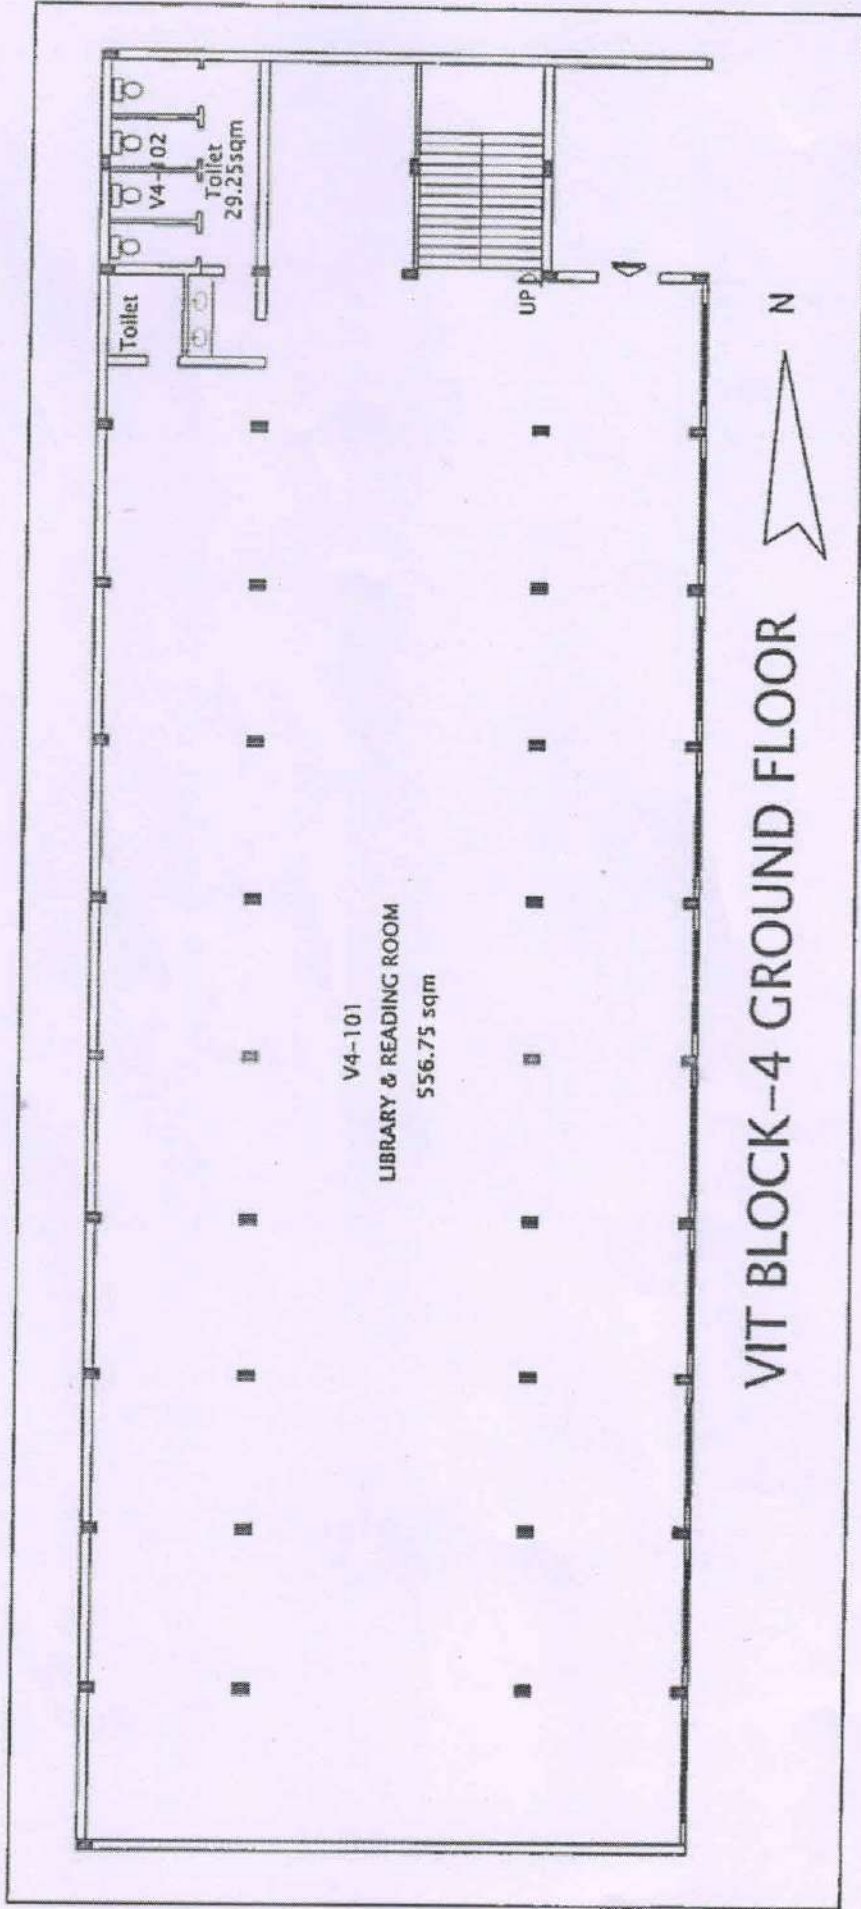 V4-102
Toilet
29.25sqm
Toilet
UP
V4-101
LIBRARY & READING ROOM
556.75 sqm
N
VIT BLOCK-4 GROUND FLOOR